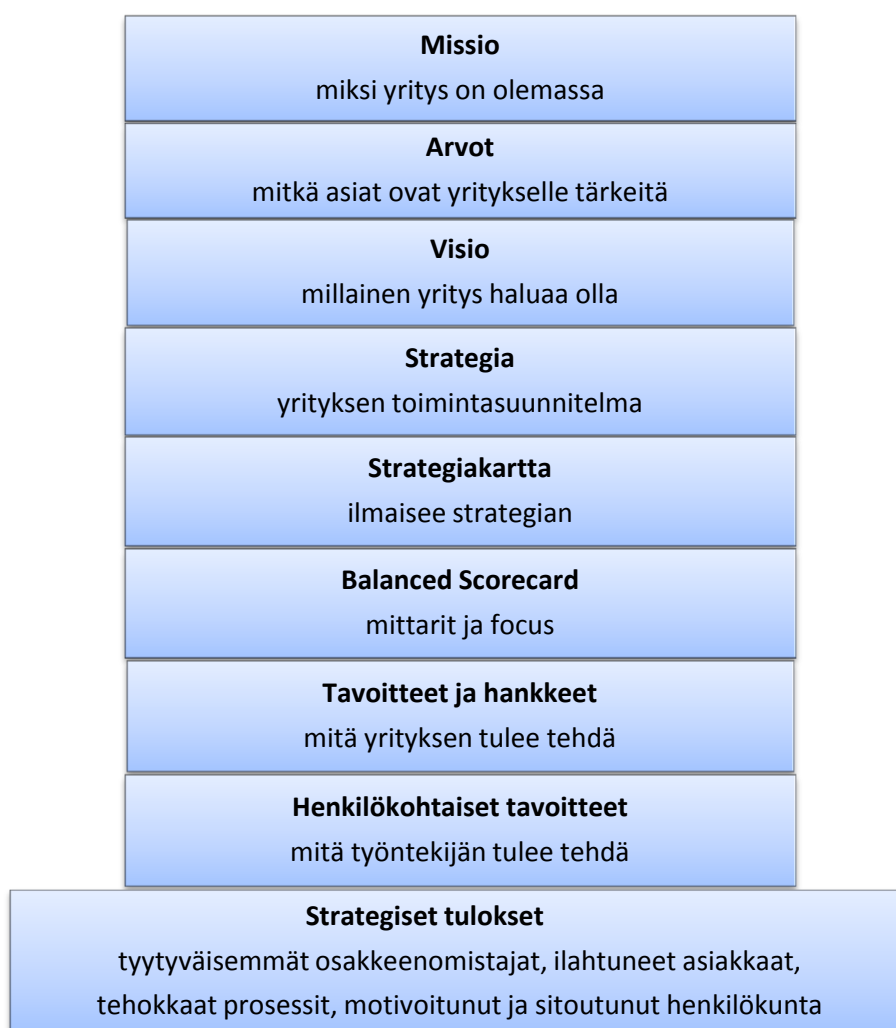 Missio
miksi yritys on olemassa
Arvot
mitkä asiat ovat yritykselle tärkeitä
Visio
millainen yritys haluaa olla
Strategia
yrityksen toimintasuunnitelma
Strategiakartta
ilmaisee strategian
Balanced Scorecard
mittarit ja focus
Tavoitteet ja hankkeet
mitä yrityksen tulee tehdä
Henkilökohtaiset tavoitteet
mitä työntekijän tulee tehdä
Strategiset tulokset
tyytyväisemmät osakkeenomistajat, ilahtuneet asiakkaat,
tehokkaat prosessit, motivoitunut ja sitoutunut henkilökunta